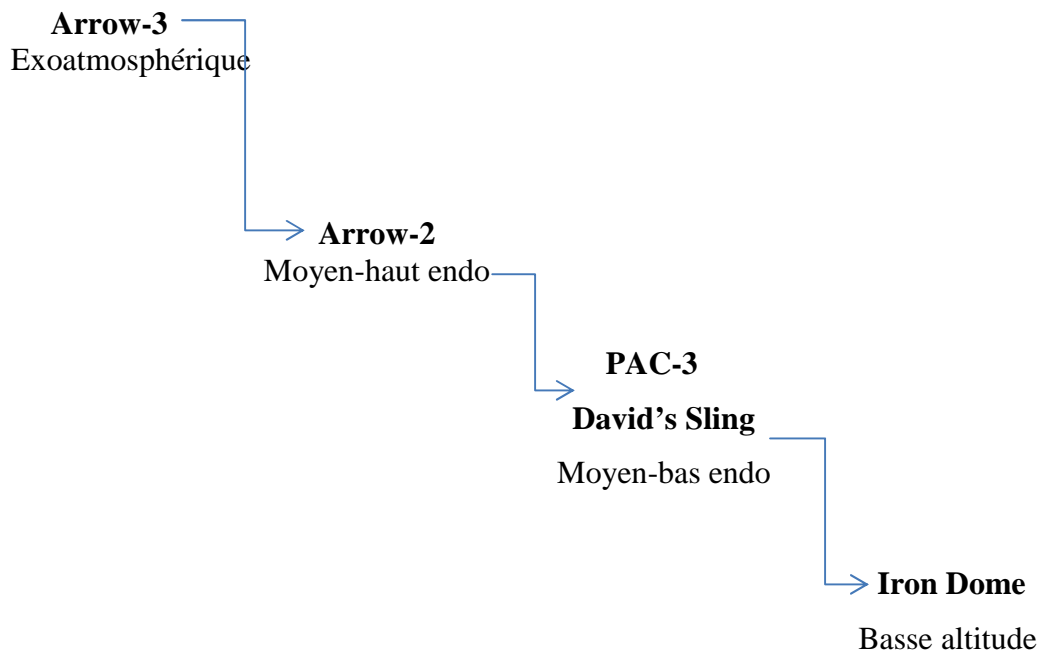 Arrow-3
Exoatmosphérique
Arrow-2
Moyen-haut endo
PAC-3
David’s Sling
Moyen-bas endo
Iron Dome
Basse altitude